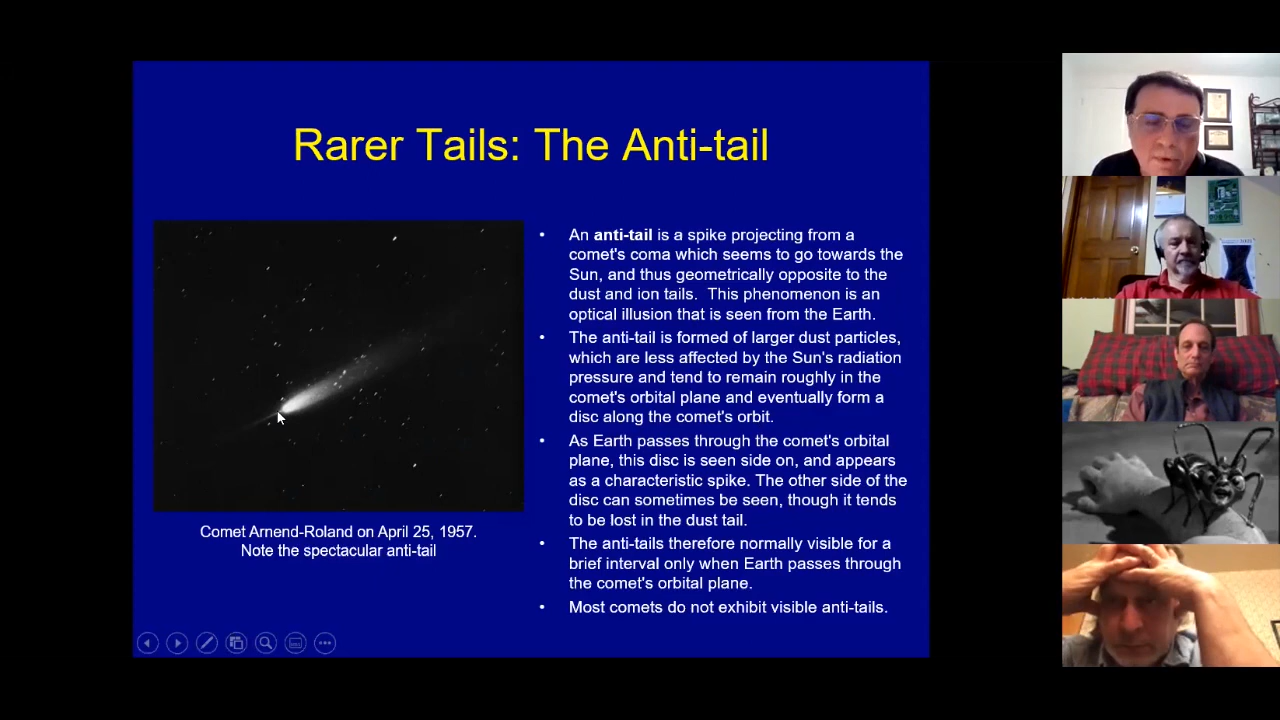 Rarer Tails: The Anti-tail
• An anti-tail is a spike projecting from a
comet's coma which seems to go towards the
Sun, and thus geometrically opposite to the
dust and ion tails.  This phenomenon is an
optical illusion that is seen from the Earth.
• The anti-tail is formed of larger dust particles,
which are less affected by the Sun's radiation
pressure and tend to remain roughly in the
comet's orbital plane and eventually form a
disc along the comet's orbit.
• As Earth passes through the comet's orbital
plane, this disc is seen side on, and appears
as a characteristic spike. The other side of the
disc can sometimes be seen, though it tends
to be lost in the dust tail.
• The anti-tails therefore normally visible for a
brief interval only when Earth passes through
the comet's orbital plane.
• Most comets do not exhibit visible anti-tails.
Comet Arnend-Roland on April 25, 1957.
Note the spectacular anti-tail